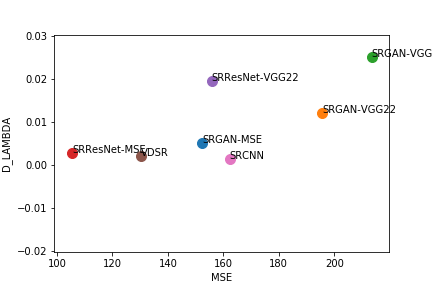 0.03
SRGAN-VGG
0.02
SRResNet-VGG22
SRGAN-VGG22
0.01
SRGAN-MSE
SRResNet-MSE
VDSR
SRCNN
0.00
−0.01
−0.02
D_LAMBDA
100 120 140 160 180 200
MSE